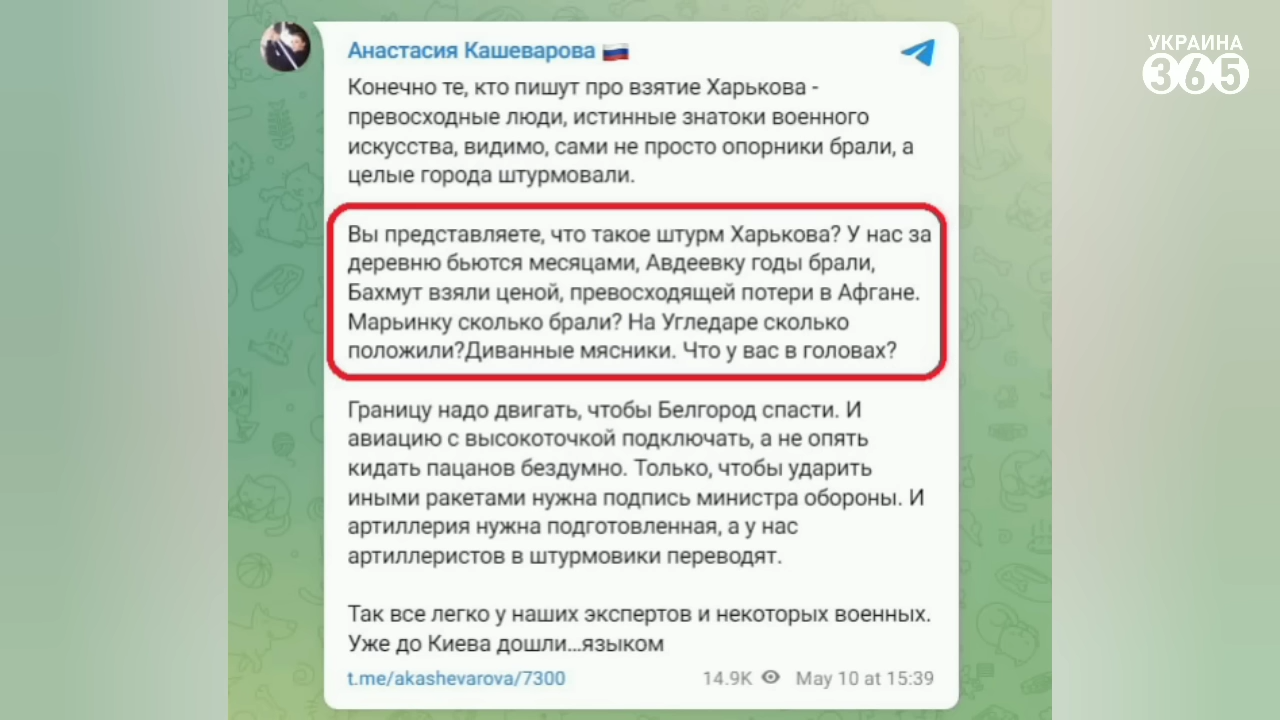 УКРАИНА
365
Анастасия Кашеварова 🇷🇺
Конечно те, кто пишут про взятие Харькова -
превосходные люди, истинные знатоки военного
искусства, видимо, сами не просто опорники брали, а
целые города штурмовали.
Вы представляете, что такое штурм Харькова? У нас за
деревню бьются месяцами, Авдеевку годы брали,
Бахмут взяли ценой, превосходящей потери в Афгане.
Марьинку сколько брали? На Угледаре сколько
положили?Диванные мясники. Что у вас в головах?
Границу надо двигать, чтобы Белгород спасти. И
авиацию с высокоточкой подключать, а не опять
кидать пацанов бездумно. Только, чтобы ударить
иными ракетами нужна подпись министра обороны. И
артиллерия нужна подготовленная, а у нас
артиллеристов в штурмовики переводят.
Так все легко у наших экспертов и некоторых военных.
Уже до Киева дошли...языком
t.me/akashevarova/7300 14.9K May 10 at 15:39